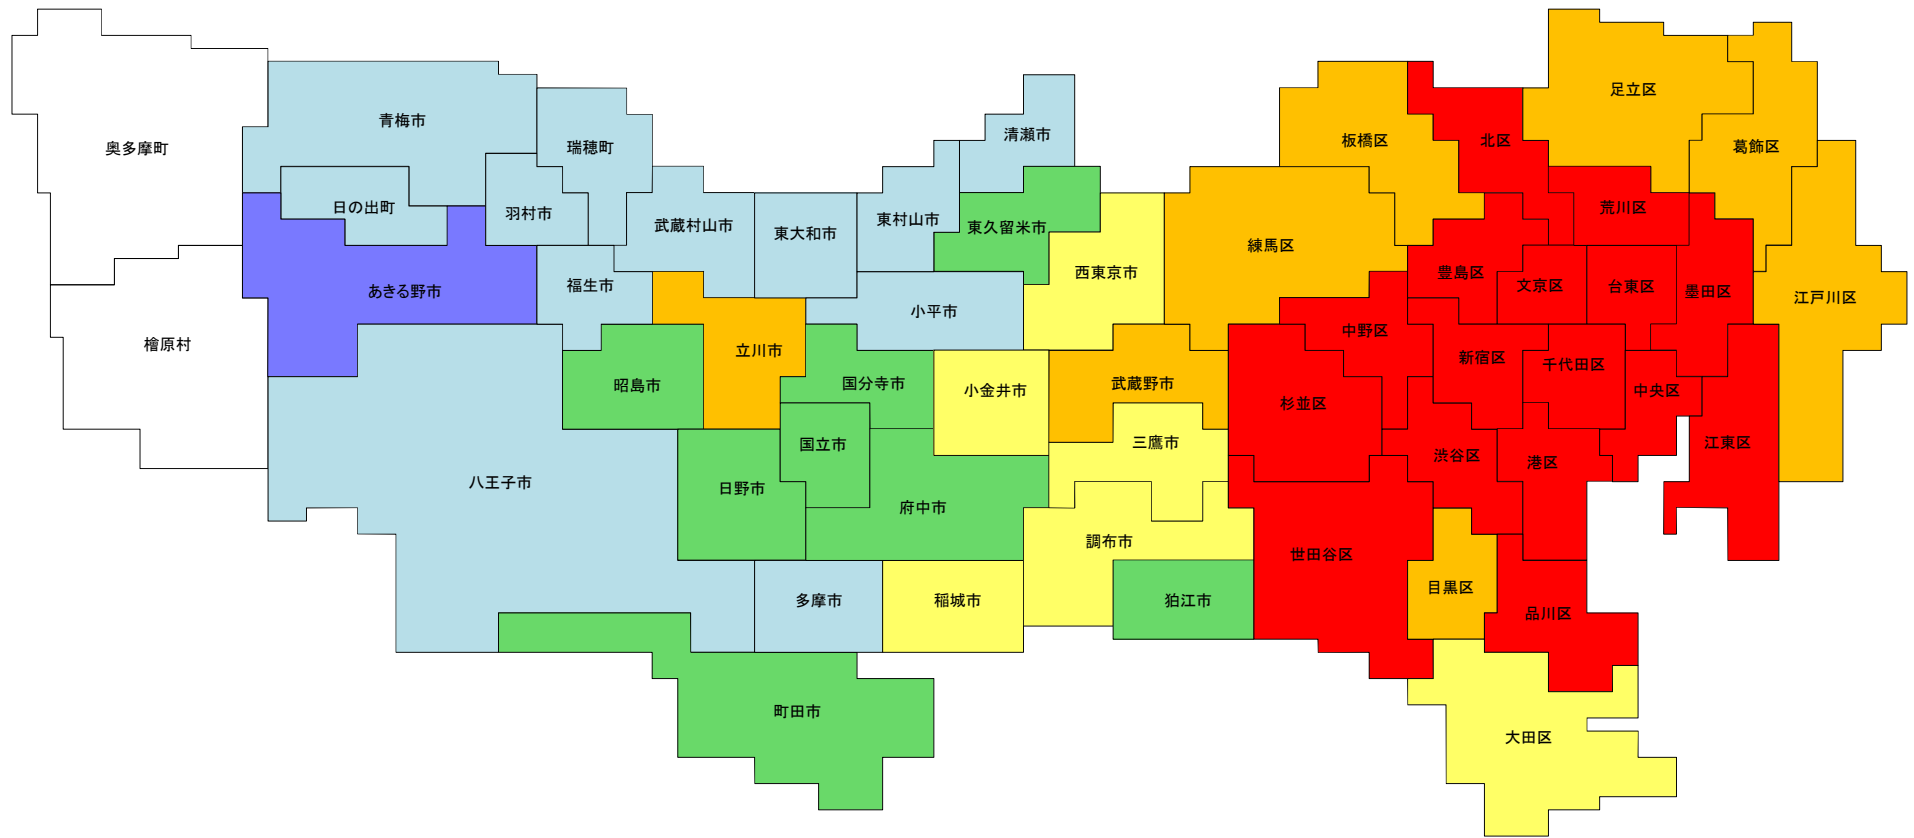 奥多摩町
青梅市
瑞穂町
日の出町
羽村市
あきる野市
檜原村
福生市
武蔵村山市
東大和市
東村山市
清瀬市
東久留米市
西東京市
小平市
立川市
昭島市
国分寺市
小金井市
武蔵野市
三鷹市
国立市
八王子市
日野市
府中市
調布市
多摩市
稲城市
狛江市
町田市
足立区
葛飾区
板橋区
北区
荒川区
練馬区
豊島区
文京区
台東区
墨田区
江戸川区
中野区
新宿区
千代田区
中央区
杉並区
渋谷区
港区
江東区
世田谷区
目黒区
品川区
大田区